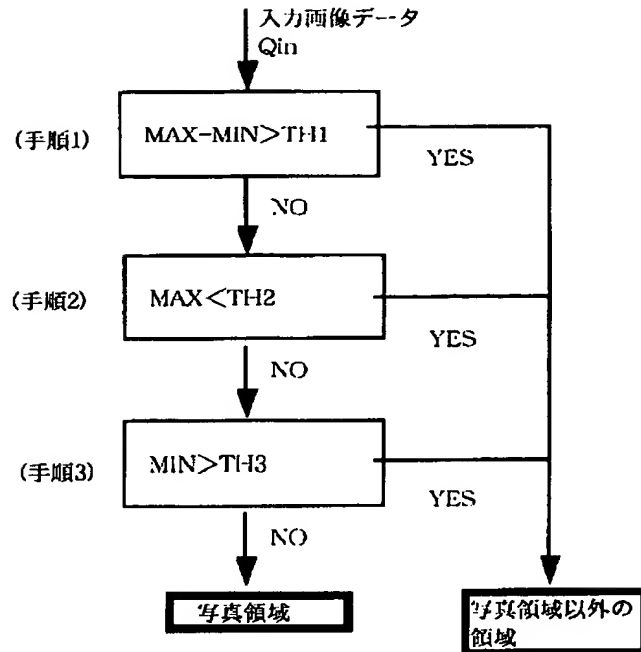 入力画像データ
Qin
(手順1)
MAX-MIN>TH1
YES
NO
(手順2)
MAX<TH2
YES
NO
(手順3)
MIN>TH3
YES
NO
写真領域
写真領域以外の
領域